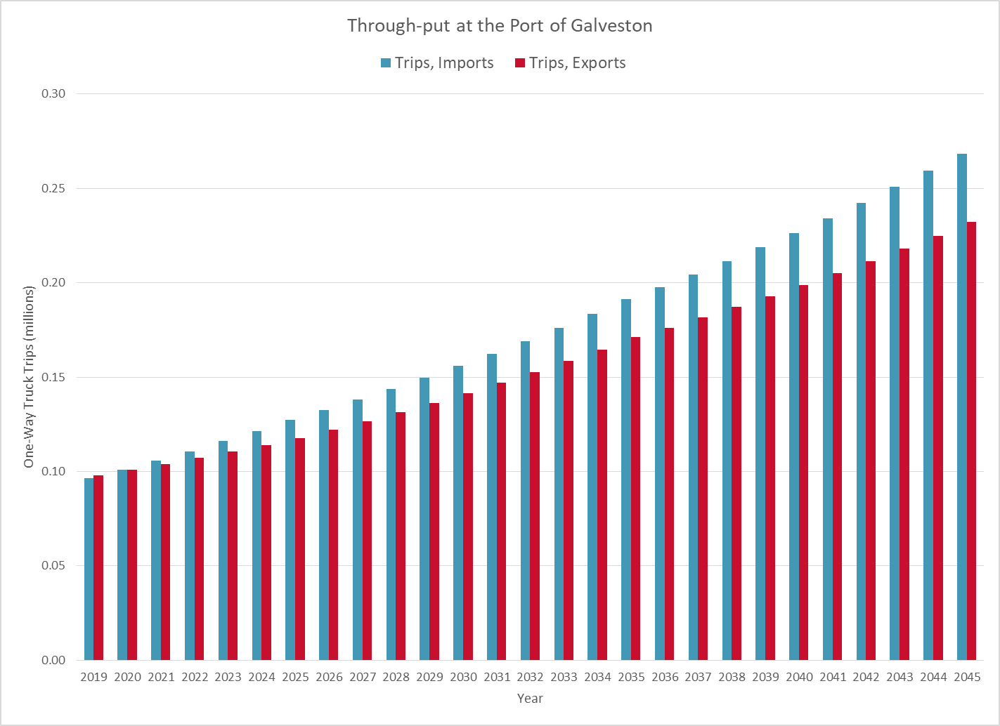 Through-put at the Port of Galveston
Trips, Imports Trips, Exports
0.30
0.25
0.20
0.15
0.10
0.05
0.00
One-Way Truck Trips (millions)
2019 2020 2021 2022 2023 2024 2025 2026 2027 2028 2029 2030 2031 2032 2033 2034 2035 2036 2037 2038 2039 2040 2041 2042 2043 2044 2045
Year